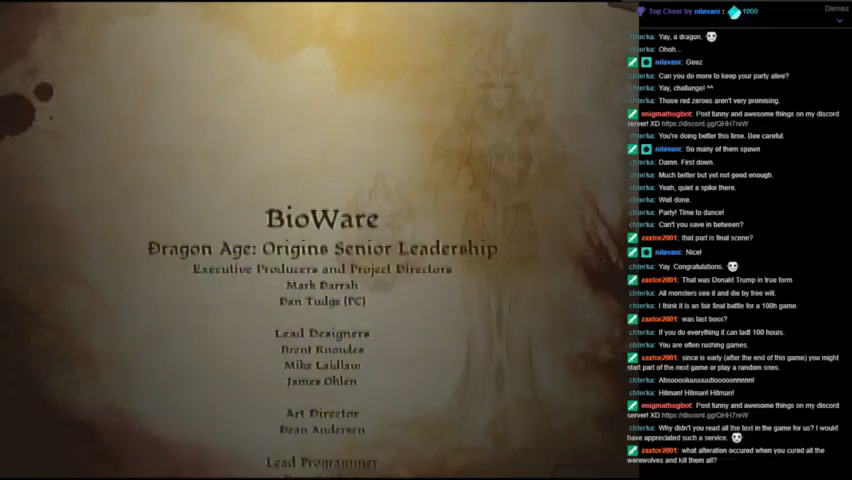 BioWare
Dragon Age: Origins Senior Leadership
Executive Producers and Project Directors
Mark Darrah
Dan Tudge (PC)
Lead Designers
Brent Knowles
Mike Laidlaw
James Ohlen
Art Director
Dean Andersen
Lead Programmer
Top Cheer by nilavani : 1000
Dismiss
chterka: Yay, a dragon.
chterka: Ohoh...
nilavani: Geez
chterka: Can you do more to keep your party alive?
chterka: Yay, challange! ^^
chterka: Those red zeroes aren't very promising.
enigmathugbot: Post funny and awesome things on my discord
server! XD
chterka: You're doing better this time. Bee careful.
nilavani: So many of them spawn
chterka: Damn. First down.
chterka: Much better but yet not good enough.
chterka: Yeah, quiet a spike there.
chterka: Well done.
chterka: Party! Time to dance!
chterka: Can't you save in between?
zaxtor2001: that part is final scene?
nilavani: Nice!
chterka: Yay. Congratulations.
zaxtor2001: That was Donald Trump in true form
chterka: All monsters see it and die by free will.
chterka: I think it is an fair final battle for a 100h game.
zaxtor2001: was last boss?
chterka: If you do everything it can ladt 100 hours.
chterka: You are often rushing games.
zaxtor2001: since is early (after the end of this game) you might
start part of the next game or play a random snes.
chterka: Absoooluuuuuutioooonnnnn!
chterka: Hitman! Hitman! Hitman!
enigmathugbot: Post funny and awesome things on my discord
server! XD
chterka: Why didn't you read all the text in the game for us? I would
have appreciated such a service.
zaxtor2001: what alteration occured when you cured all the
werewolves and kill them all?